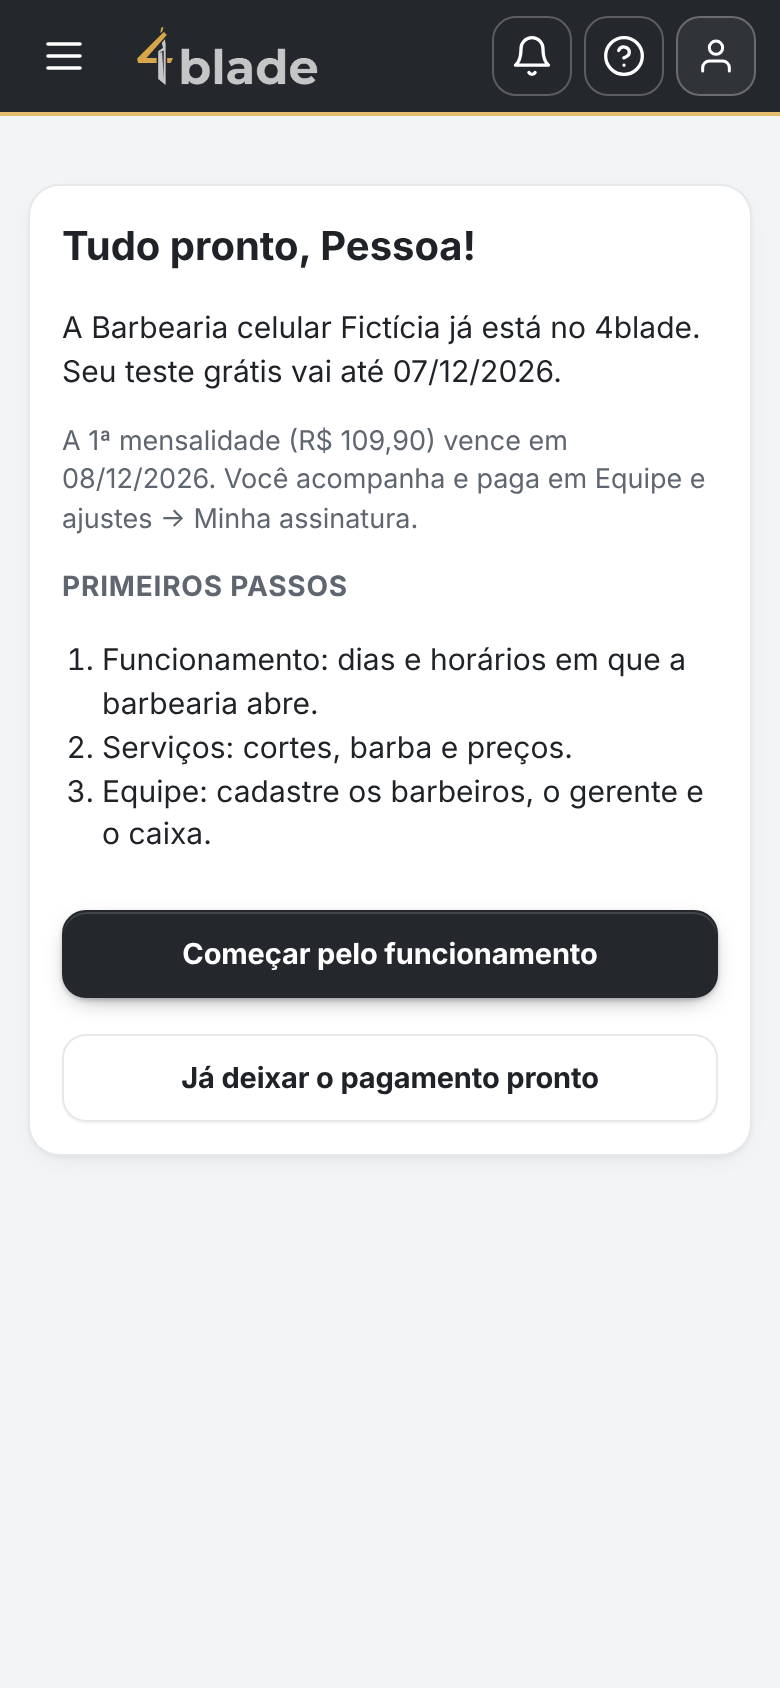 4blade
Tudo pronto, Pessoa!
A Barbearia celular Fictícia já está no 4blade.
Seu teste grátis vai até 07/12/2026.
A 1ª mensalidade (R$ 109,90) vence em
08/12/2026. Você acompanha e paga em Equipe e
ajustes → Minha assinatura.
PRIMEIROS PASSOS
1. Funcionamento: dias e horários em que a
barbearia abre.
2. Serviços: cortes, barba e preços.
3. Equipe: cadastre os barbeiros, o gerente e
o caixa.
Começar pelo funcionamento
Já deixar o pagamento pronto